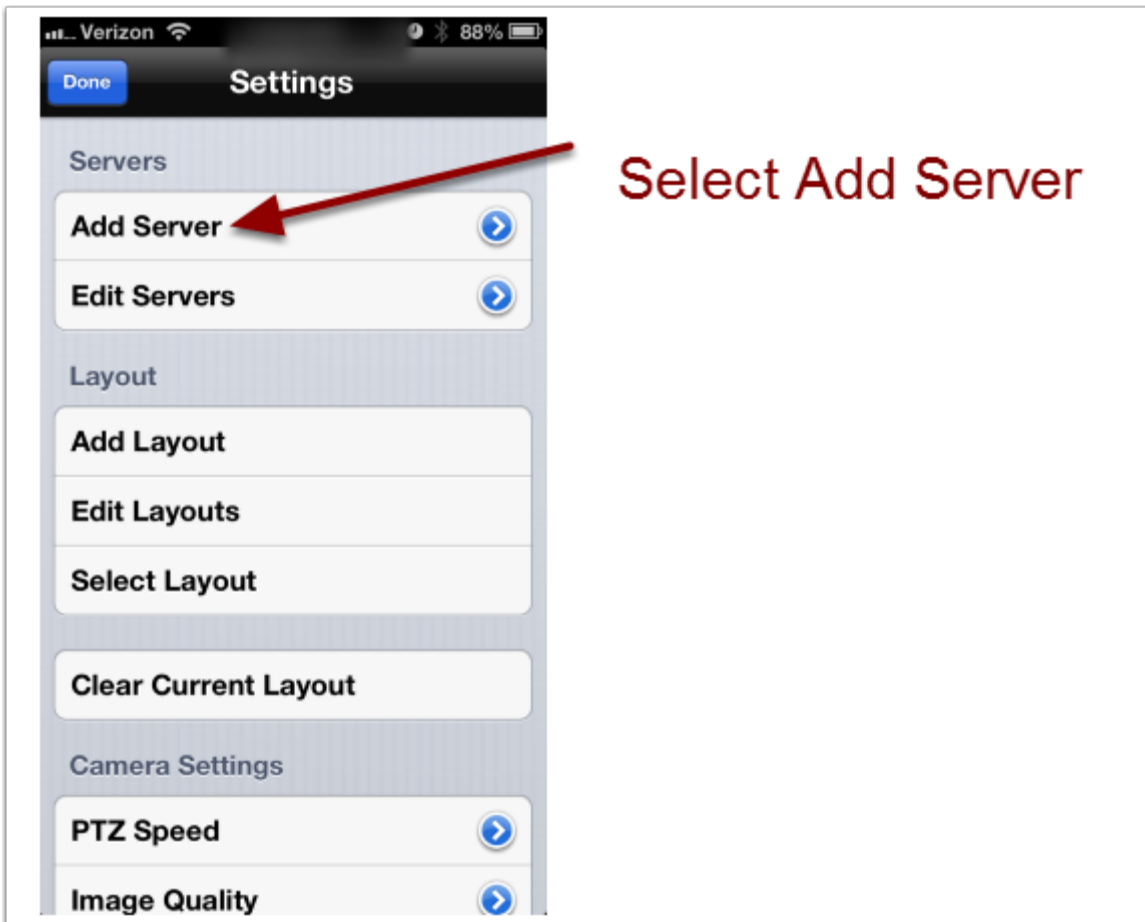 Verizon 88%
Done Settings
Servers
Select Add Server
Add Server
Edit Servers
Layout
Add Layout
Edit Layouts
Select Layout
Clear Current Layout
Camera Settings
PTZ Speed
Image Quality